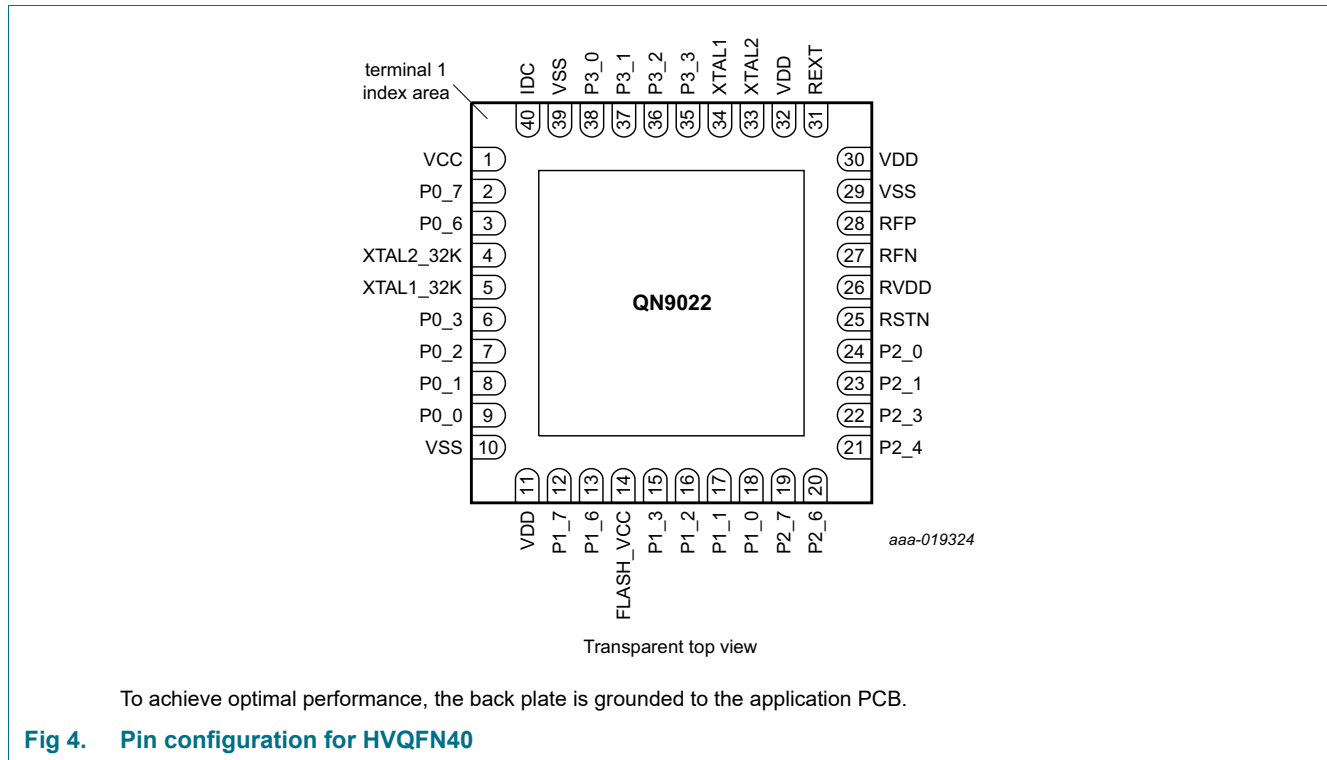 terminal 1
index area
IDC
VSS
P3_0
P3_1
P3_2
P3_3
XTAL1
XTAL2
VDD
REXT
40
39
38
37
36
35
34
33
32
31
VCC 1
P0_7 2
P0_6 3
XTAL2_32K 4
XTAL1_32K 5
P0_3 6
P0_2 7
P0_1 8
P0_0 9
VSS 10
QN9022
30 VDD
29 VSS
28 RFP
27 RFN
26 RVDD
25 RSTN
24 P2_0
23 P2_1
22 P2_3
21 P2_4
11
12
13
14
15
16
17
18
19
20
VDD
P1_7
P1_6
FLASH_VCC
P1_3
P1_2
P1_1
P1_0
P2_7
P2_6
aaa-019324
Transparent top view
To achieve optimal performance, the back plate is grounded to the application PCB.
Fig 4. Pin configuration for HVQFN40